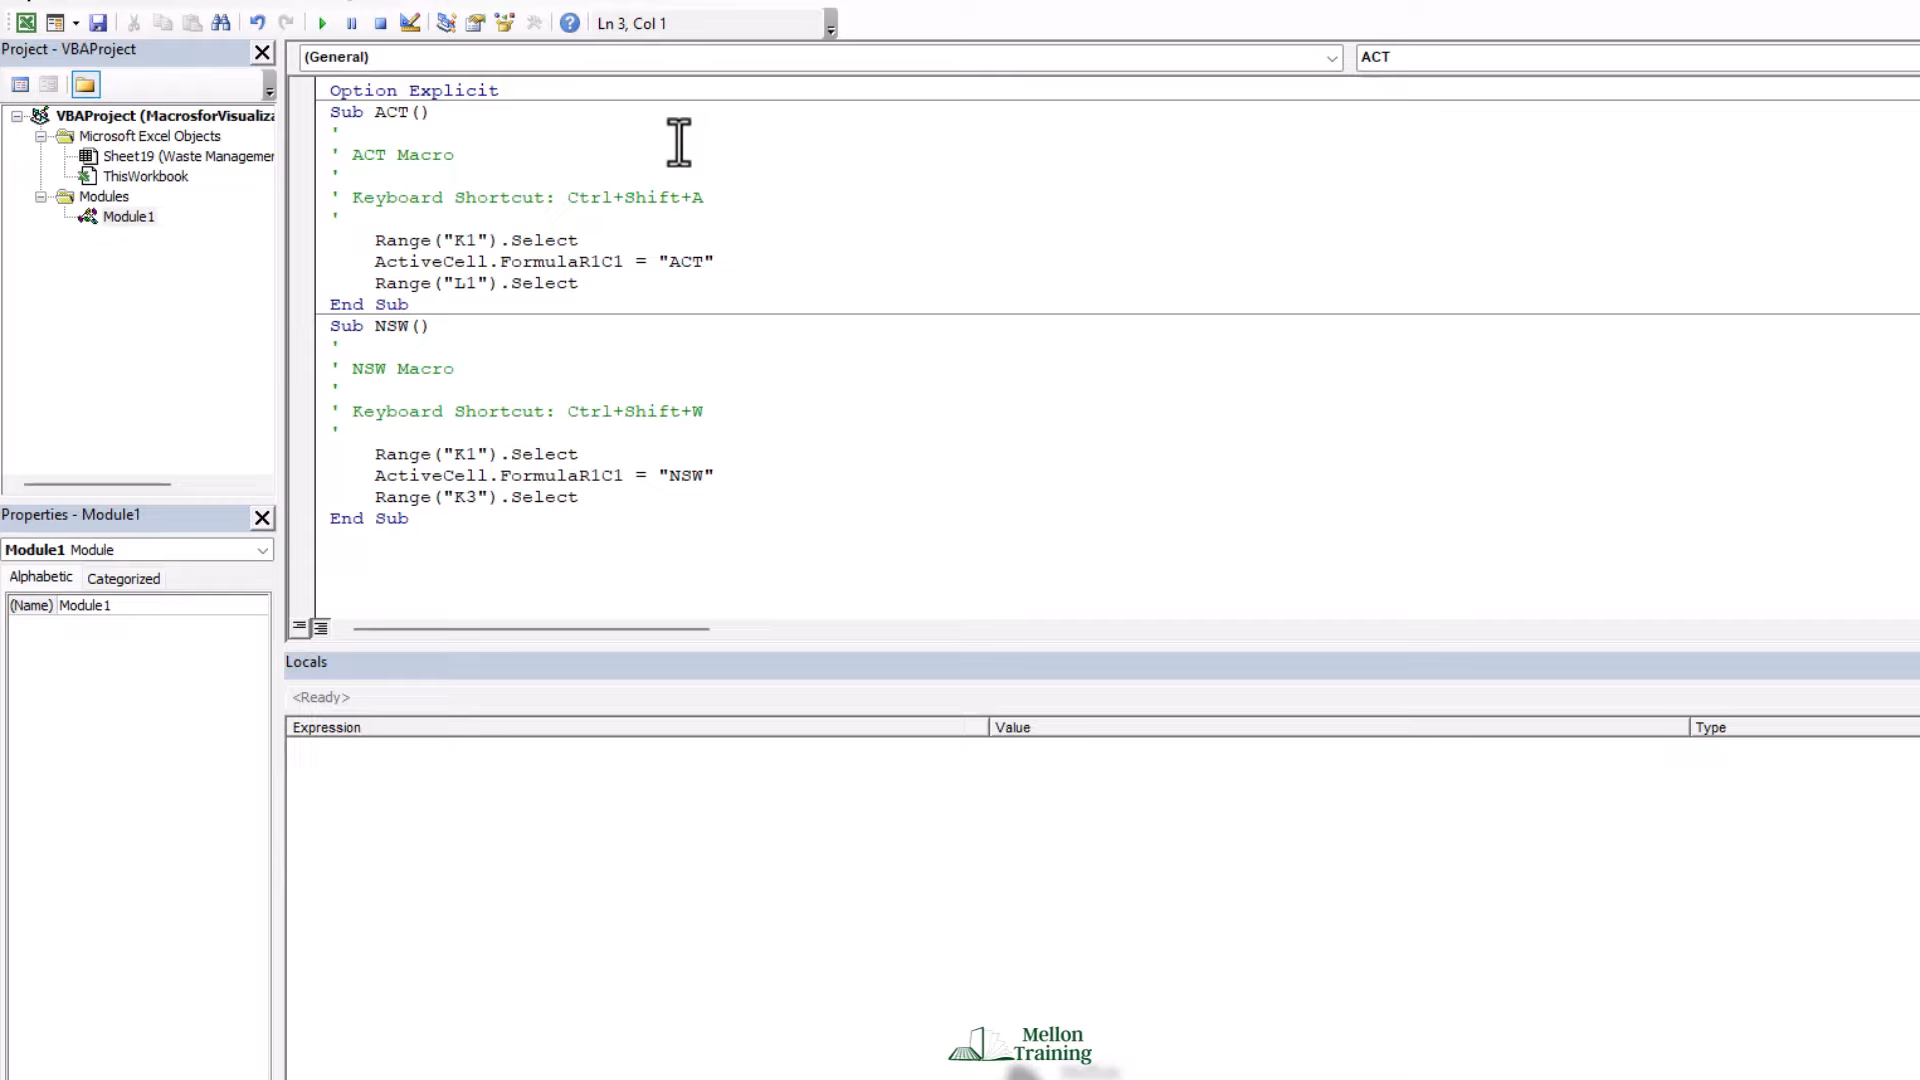 Ln 3, Col 1
Project - VBAProject
(General)
ACT
VBAProject (MacrosforVisualiza
Microsoft Excel Objects
Sheet19 (Waste Managemer
ThisWorkbook
Modules
Module1
Option Explicit
Sub ACT()
'
' ACT Macro
'
' Keyboard Shortcut: Ctrl+Shift+A
'
Range("K1").Select
ActiveCell.FormulaR1C1 = "ACT"
Range("L1").Select
End Sub
Sub NSW()
'
' NSW Macro
'
' Keyboard Shortcut: Ctrl+Shift+W
'
Range("K1").Select
ActiveCell.FormulaR1C1 = "NSW"
Range("K3").Select
End Sub
Properties - Module1
Module1 Module
Alphabetic
Categorized
(Name) Module1
Locals
<Ready>
Expression
Value
Type
Mellon
Training